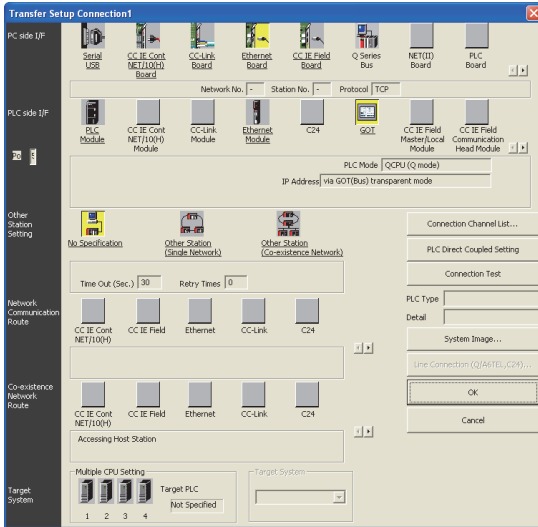 Transfer Setup Connection1
PC side I/F
Serial
USB
CC IE Cont
NET/10(H)
Board
CC-Link
Board
Ethernet
Board
CC IE Field
Board
Q Series
Bus
NET(II)
Board
PLC
Board
Network No. - Station No. - Protocol TCP
PLC side I/F
PLC
Module
CC IE Cont
NET/10(H)
Module
CC-Link
Module
Ethernet
Module
C24
GOT
CC IE Field
Master/Local
Module
CC IE Field
Communication
Head Module
PLC Mode QCPU (Q mode)
IP Address via GOT(Bus) transparent mode
Other
Station
Setting
No Specification
Other Station
(Single Network)
Other Station
(Co-existence Network)
Time Out (Sec.) 30 Retry Times 0
Connection Channel List...
PLC Direct Coupled Setting
Connection Test
PLC Type
Detail
System Image...
Line Connection (Q/A6TEL,C24)...
OK
Cancel
Network
Communication
Route
CC IE Cont
NET/10(H)
CC IE Field
Ethernet
CC-Link
C24
Co-existence
Network
Route
CC IE Cont
NET/10(H)
CC IE Field
Ethernet
CC-Link
C24
Accessing Host Station
Target
System
Multiple CPU Setting
1 2 3 4
Target PLC
Not Specified
Target System